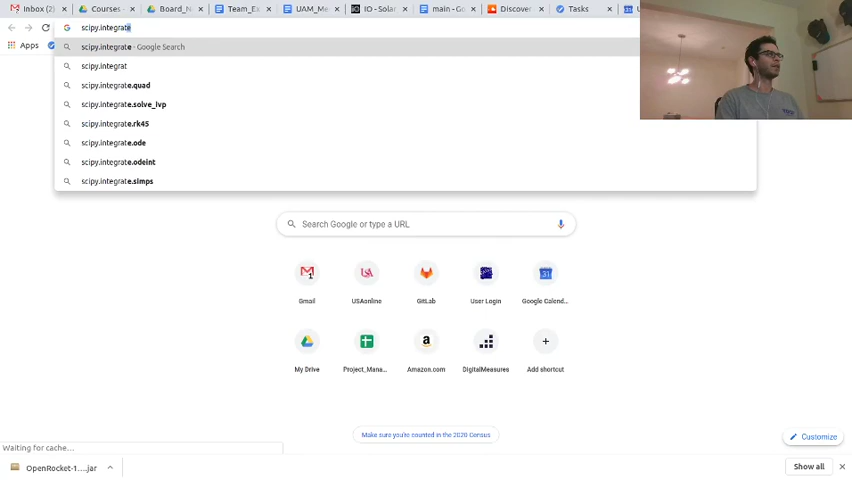 Inbox (2)
Courses -
Board_N
Team_Ex
UAM_Me
IO - Solar
main - Go
Discover
Tasks
scipy.integrate
Apps
scipy.integrate - Google Search
scipy.integrat
scipy.integrate.quad
scipy.integrate.solve_ivp
scipy.integrate.rk45
scipy.integrate.ode
scipy.integrate.odeint
scipy.integrate.simps
Search Google or type a URL
Gmail
USAonline
GitLab
User Login
Google Calend...
My Drive
Project_Mana...
Amazon.com
DigitalMeasures
Add shortcut
Make sure you're counted in the 2020 Census
Customize
Waiting for cache...
OpenRocket-1....jar
Show all